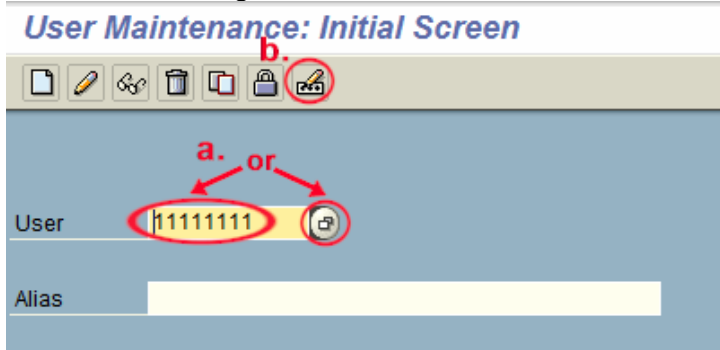 User Maintenance: Initial Screen
b.
a. or
User 11111111
Alias